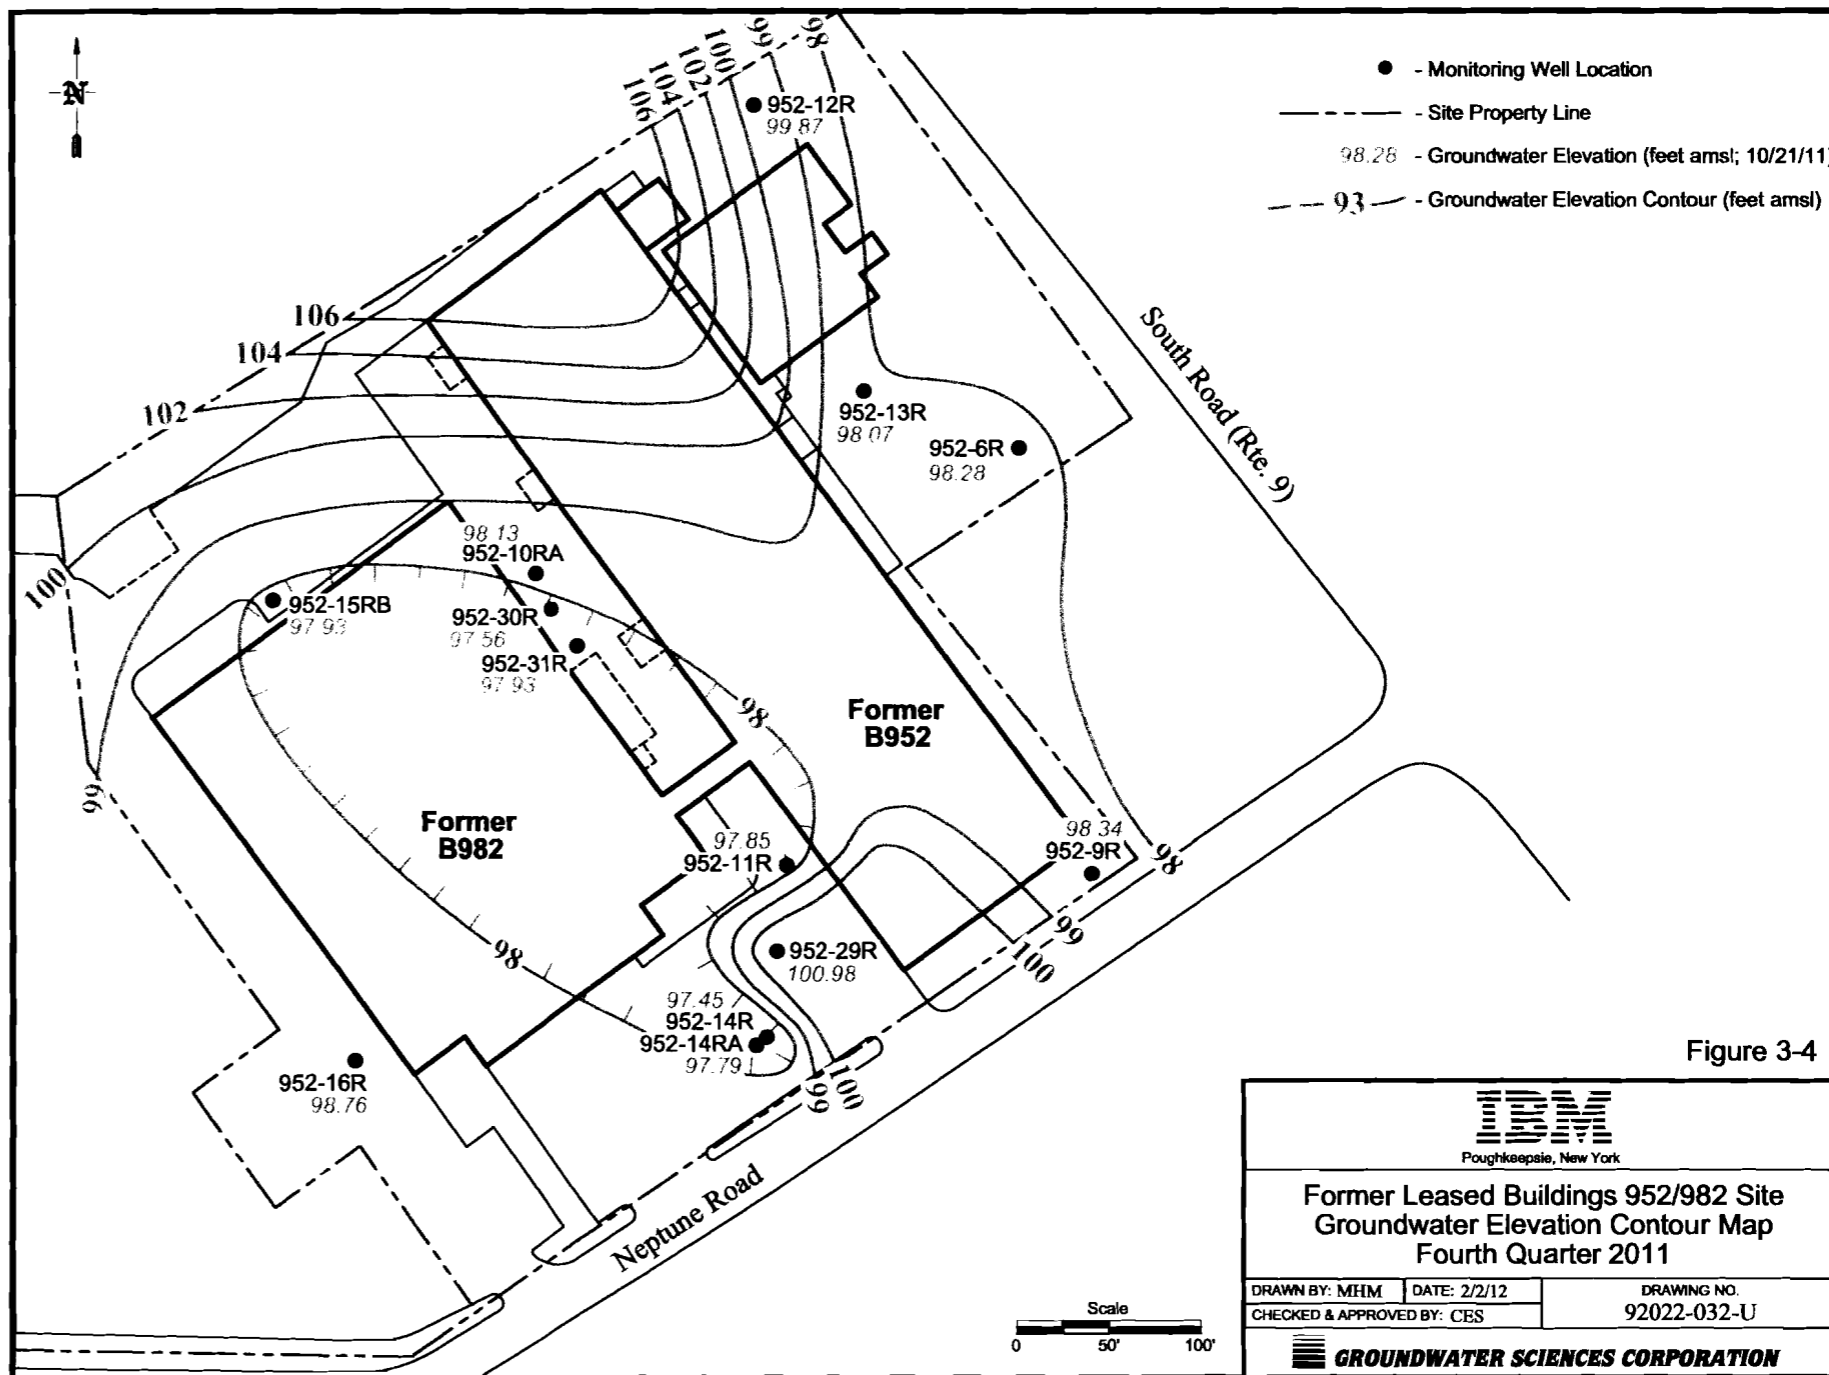 106
104
102
100
99
98
N
952-12R
99 87
- Monitoring Well Location
- Site Property Line
98.28 - Groundwater Elevation (feet amsl; 10/21/11)
93 - Groundwater Elevation Contour (feet amsl)
106
104
102
100
99
South Road (Rte. 9)
952-13R
98 07
952-6R
98.28
98 13
952-10RA
952-15RB
97 93
952-30R
97 56
952-31R
97 93
98
Former
B952
Former
B982
97.85
952-11R
98 34
952-9R
98
99
100
98
952-29R
100.98
97.45
952-14R
952-14RA
97.79
99
100
952-16R
98.76
Neptune Road
Scale
0 50' 100'
Figure 3-4
IBM
Poughkeepsie, New York
Former Leased Buildings 952/982 Site
Groundwater Elevation Contour Map
Fourth Quarter 2011
DRAWN BY: MHM DATE: 2/2/12 DRAWING NO.
CHECKED & APPROVED BY: CES 92022-032-U
GROUNDWATER SCIENCES CORPORATION